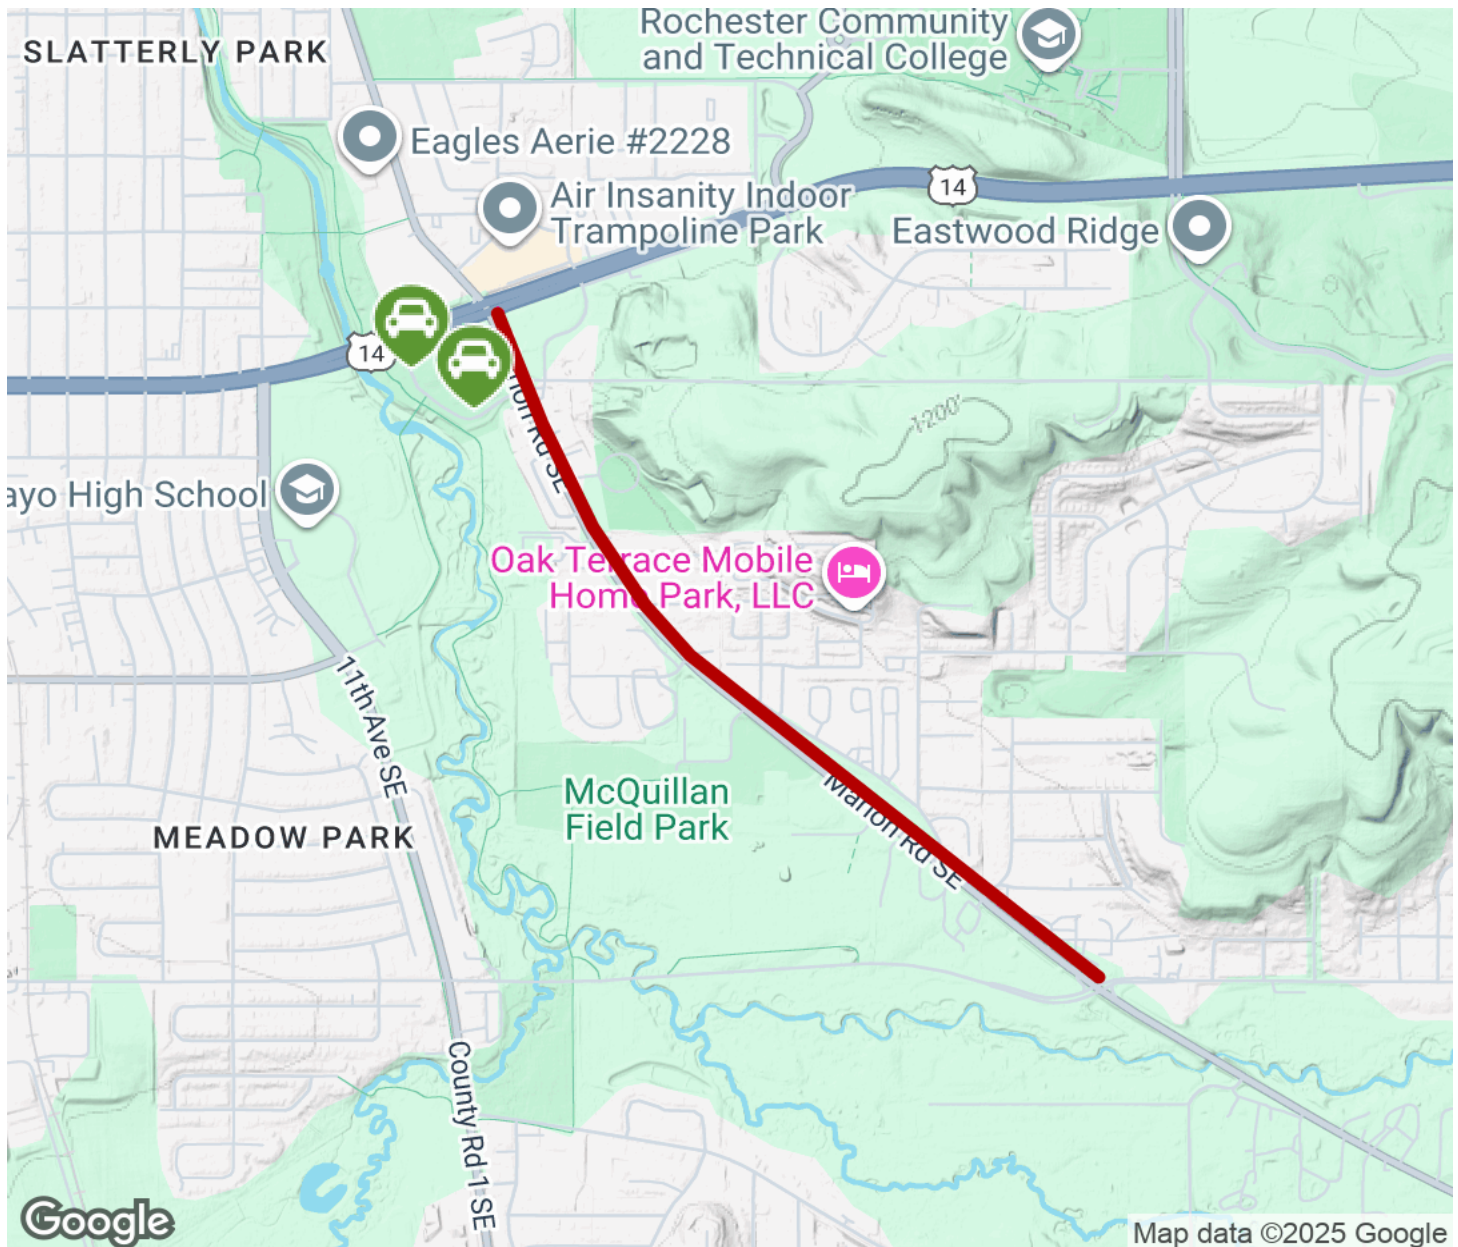 SLATTERLY PARK
Rochester Community
and Technical College
Eagles Aerie #2228
Air Insanity Indoor
Trampoline Park
14
Eastwood Ridge
14
1200'
ayo High School
Rd SE
Oak Terrace Mobile
Home Park, LLC
11th Ave SE
McQuillan
Field Park
Marion Rd SE
MEADOW PARK
County Rd 1 SE
Google
Map data ©2025 Google